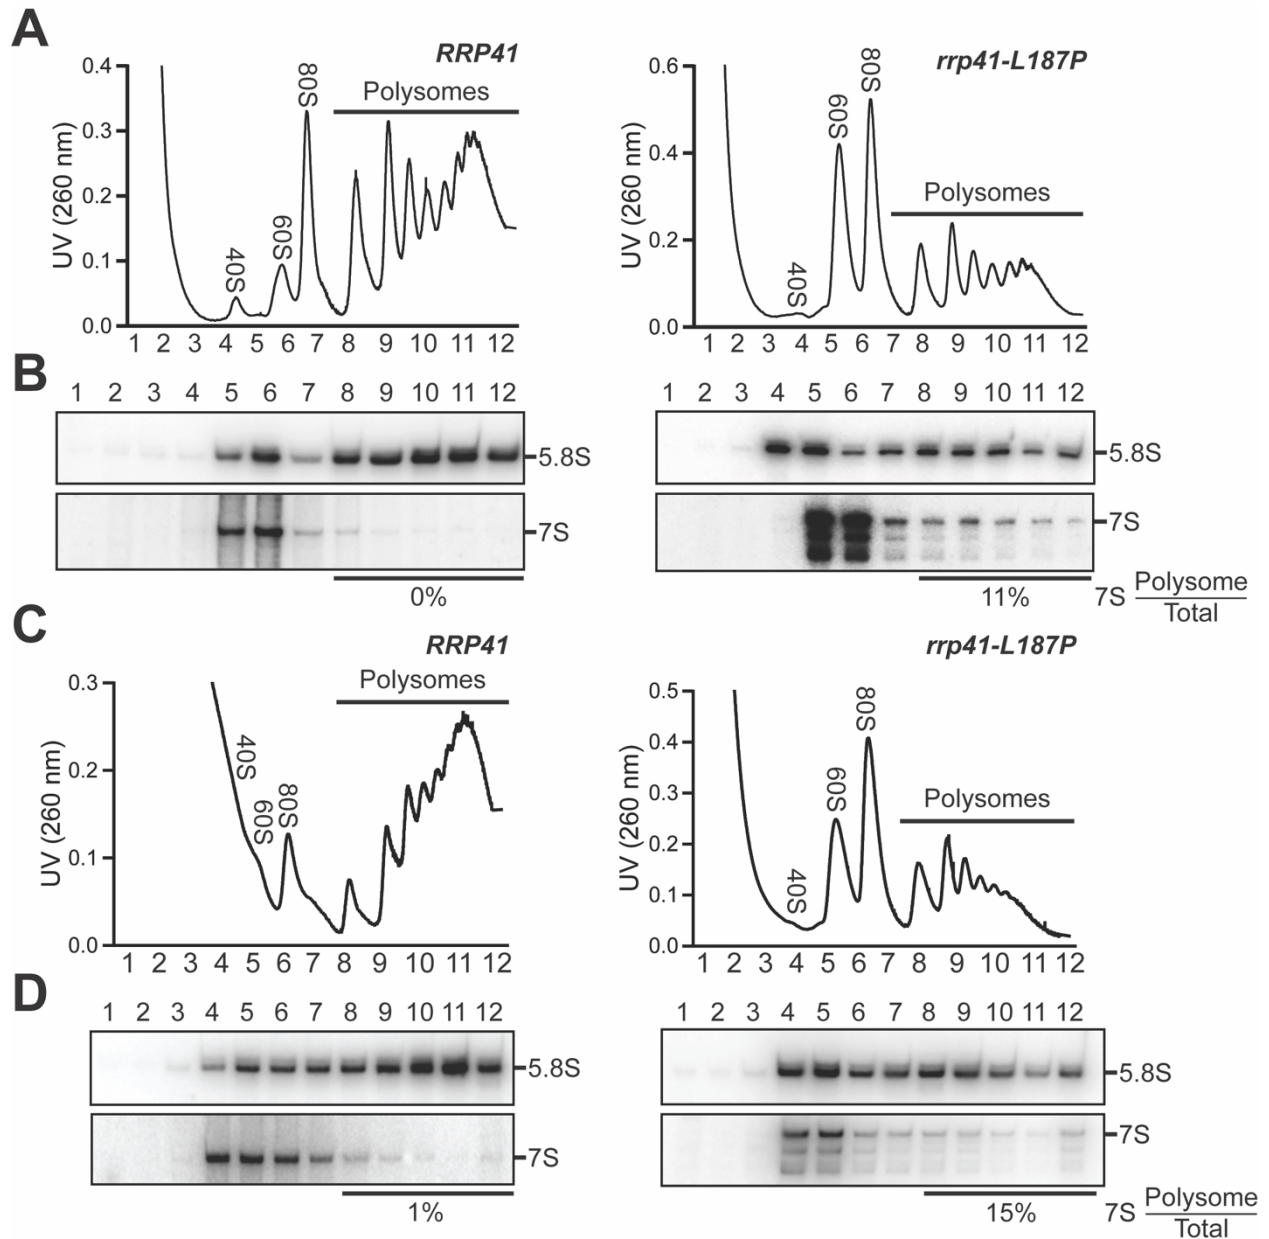 A
RRP41
0.4
0.3
0.2
0.1
0.0
UV (260 nm)
40S
60S
80S
Polysomes
1 2 3 4 5 6 7 8 9 10 11 12
rrp41-L187P
0.6
0.4
0.2
0.0
UV (260 nm)
40S
60S
80S
Polysomes
1 2 3 4 5 6 7 8 9 10 11 12
B
1 2 3 4 5 6 7 8 9 10 11 12
5.8S
7S
0%
1 2 3 4 5 6 7 8 9 10 11 12
5.8S
7S
11%
7S Polysome
Total
C
RRP41
0.3
0.2
0.1
0.0
UV (260 nm)
40S
60S
80S
Polysomes
1 2 3 4 5 6 7 8 9 10 11 12
rrp41-L187P
0.5
0.4
0.3
0.2
0.1
0.0
UV (260 nm)
40S
60S
80S
Polysomes
1 2 3 4 5 6 7 8 9 10 11 12
D
1 2 3 4 5 6 7 8 9 10 11 12
5.8S
7S
1%
1 2 3 4 5 6 7 8 9 10 11 12
5.8S
7S
15%
7S Polysome
Total